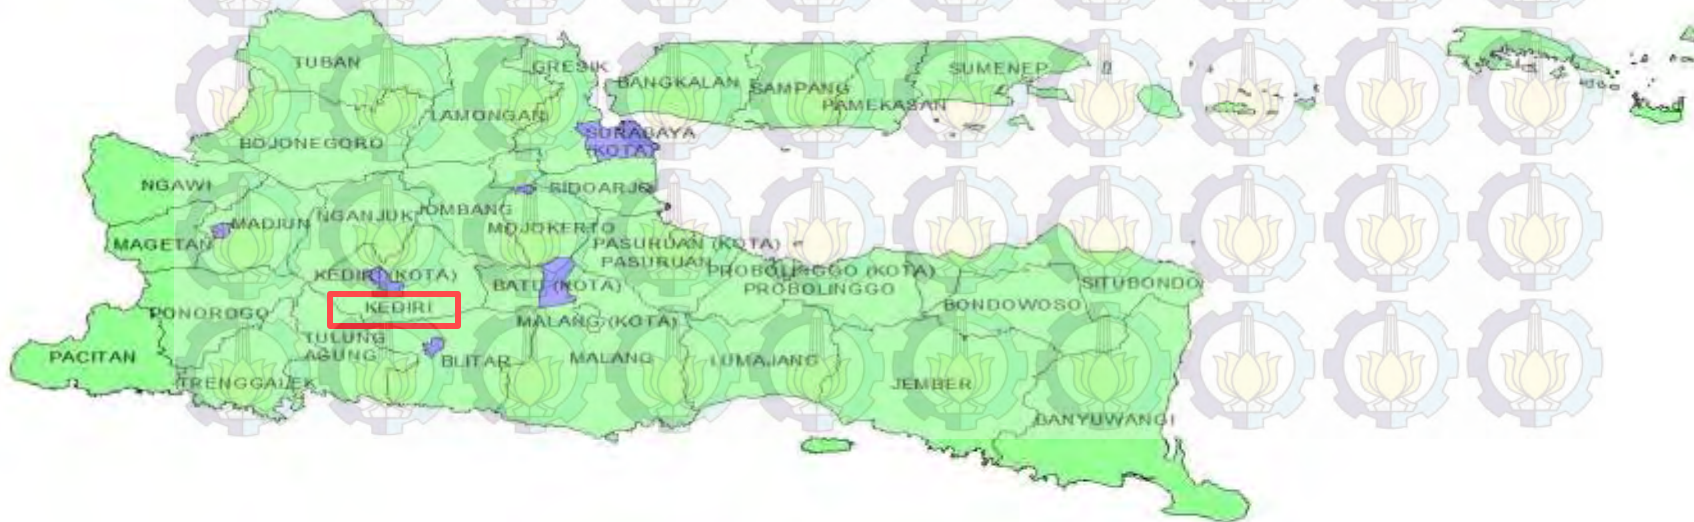 TUBAN
GRESIK
BANGKALAN
SAMPANG
PAMEKASAN
SUMENEP
LAMONGAN
BOJONEGORO
SURABAYA
(KOTA)
NGAWI
SIDOARJO
MADIUN
NGANJUK
JOMBANG
MOJOKERTO
MAGETAN
PASURUAN (KOTA)
PASURUAN
KEDIRI (KOTA)
BATU (KOTA)
PROBOLINGGO (KOTA)
PROBOLINGGO
SITUBONDO
BONDOWOSO
PONOROGO
KEDIRI
MALANG (KOTA)
TULUNG
AGUNG
PACITAN
BLITAR
MALANG
LUMAJANG
TRENGGALEK
JEMBER
BANYUWANGI